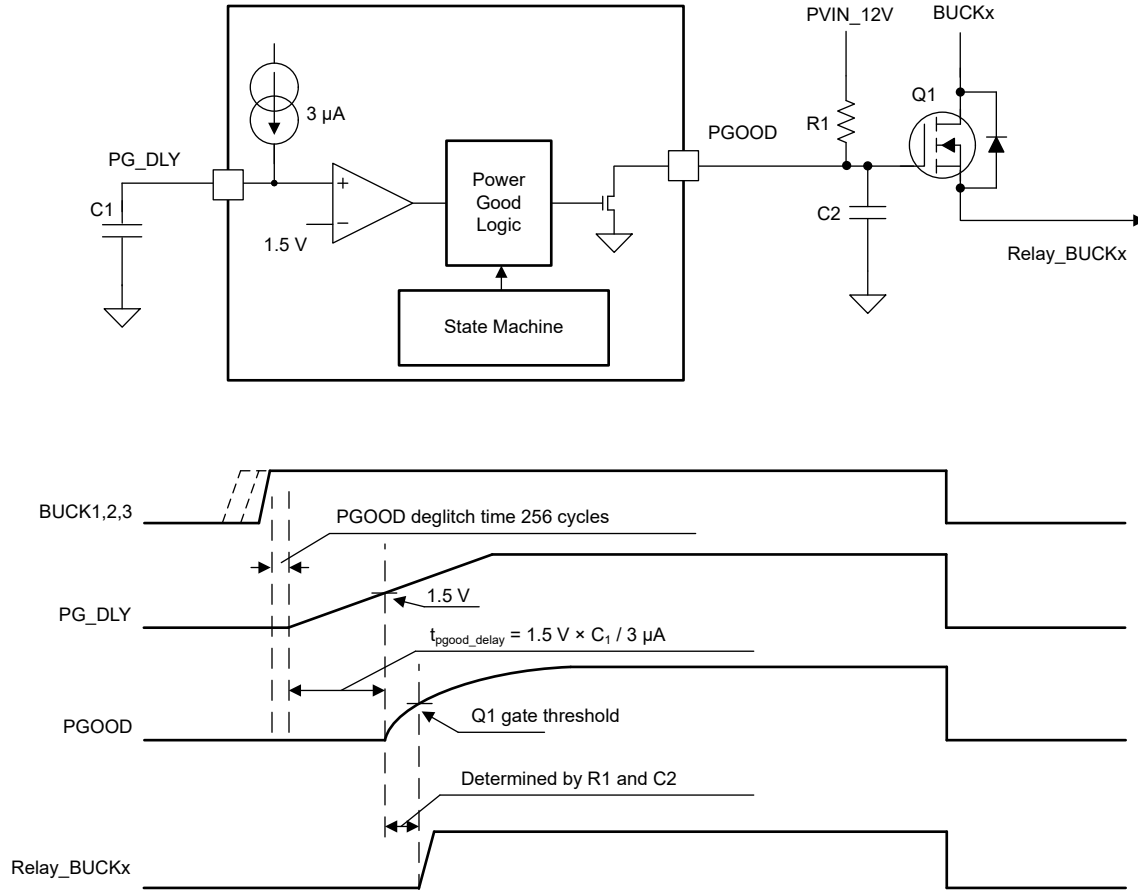 PVIN_12V
BUCKx
3 µA
R1
Q1
PGOOD
PG_DLY
C1
+
−
1.5 V
Power
Good
Logic
C2
Relay_BUCKx
State Machine
BUCK1,2,3
PGOOD deglitch time 256 cycles
1.5 V
PG_DLY
tpgood_delay = 1.5 V × C1 / 3 µA
Q1 gate threshold
PGOOD
Determined by R1 and C2
Relay_BUCKx